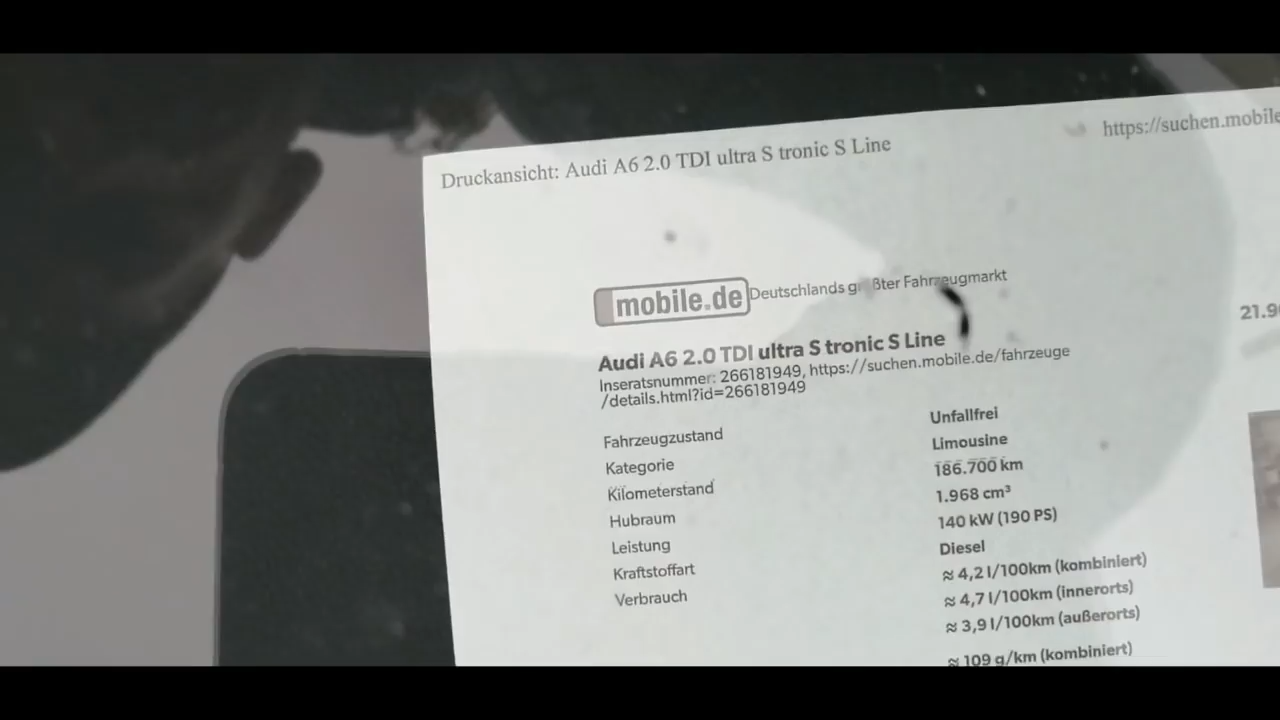 Druckansicht: Audi A6 2.0 TDI ultra S tronic S Line
https://suchen.mobile
mobile.de Deutschlands größter Fahrzeugmarkt
21.9
Audi A6 2.0 TDI ultra S tronic S Line
Inseratsnummer: 266181949, https://suchen.mobile.de/fahrzeuge
/details.html?id=266181949
Fahrzeugzustand Unfallfrei
Kategorie Limousine
Kilometerstand 186.700 km
Hubraum 1.968 cm³
Leistung 140 kW (190 PS)
Kraftstoffart Diesel
Verbrauch ≈ 4,2 l/100km (kombiniert)
≈ 4,7 l/100km (innerorts)
≈ 3,9 l/100km (außerorts)
≈ 109 g/km (kombiniert)